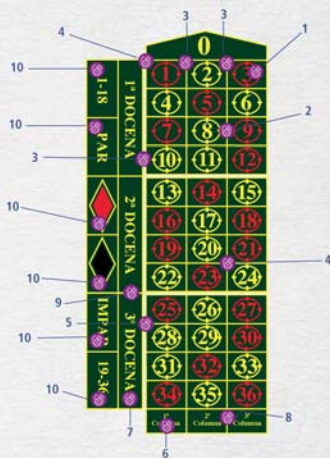 4
3
3
1
0
10
1 2 3
1-18
1ª DOCENA
4 5 6
10
2
7 8 9
PAR
3
10 11 12
13 14 15
10
2ª DOCENA
16 17 18
19 20 21
4
10
22 23 24
9
25 26 27
5
3ª DOCENA
28 29 30
10
31 32 33
19-36
10
34 35 36
7
1ª Columna
2ª Columna
3ª Columna
8
6